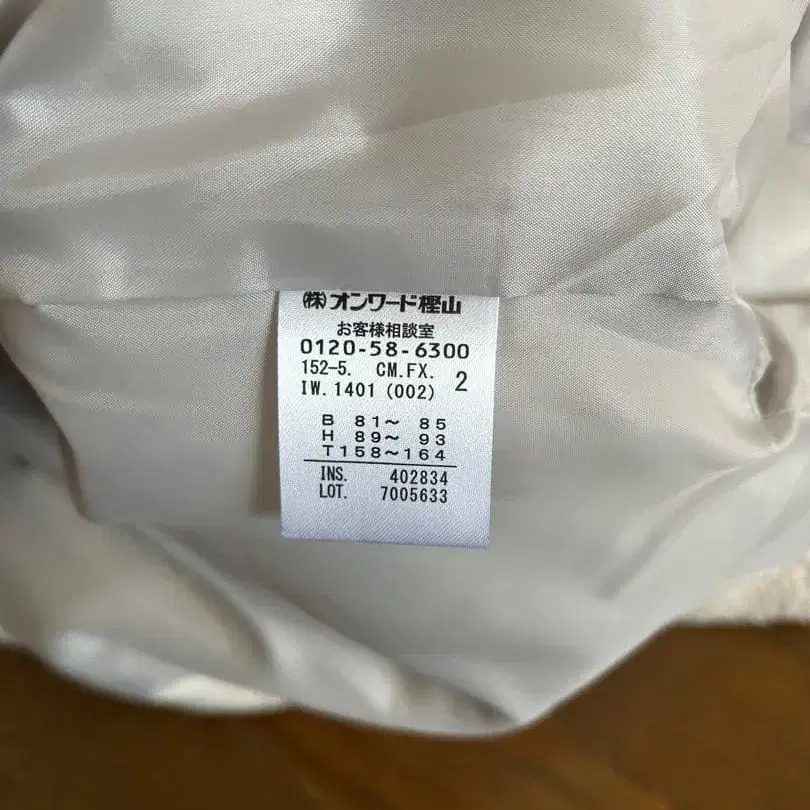 (株)オンワード樫山
お客様相談室
0120-58-6300
152-5. CM.FX. 2
IW.1401 (002)
B 81～ 85
H 89～ 93
T158～164
INS. 402834
LOT. 7005633